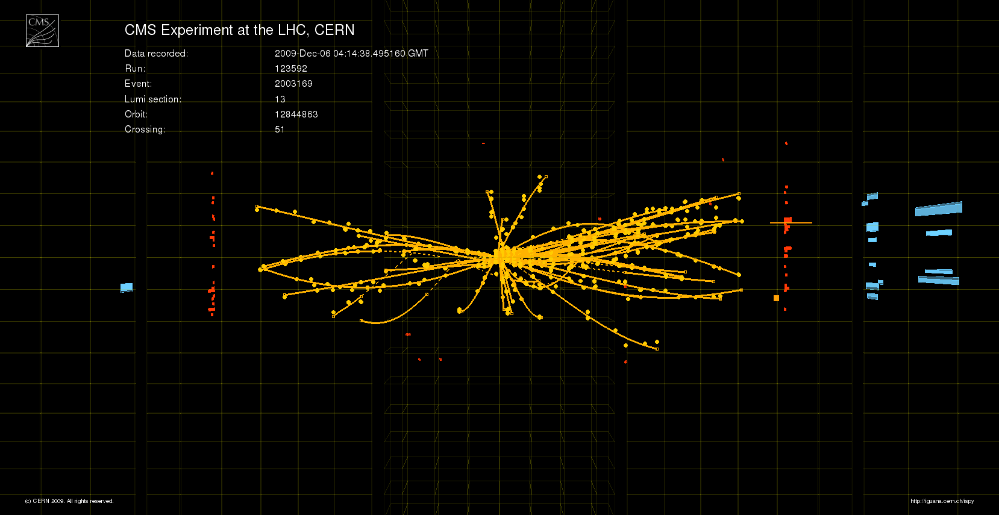 CMS
CMS Experiment at the LHC, CERN
Data recorded: 2009-Dec-06 04:14:38.495160 GMT
Run: 123592
Event: 2003169
Lumi section: 13
Orbit: 12844863
Crossing: 51
(c) CERN 2009. All rights reserved.
http://iguana.cern.ch/ispy